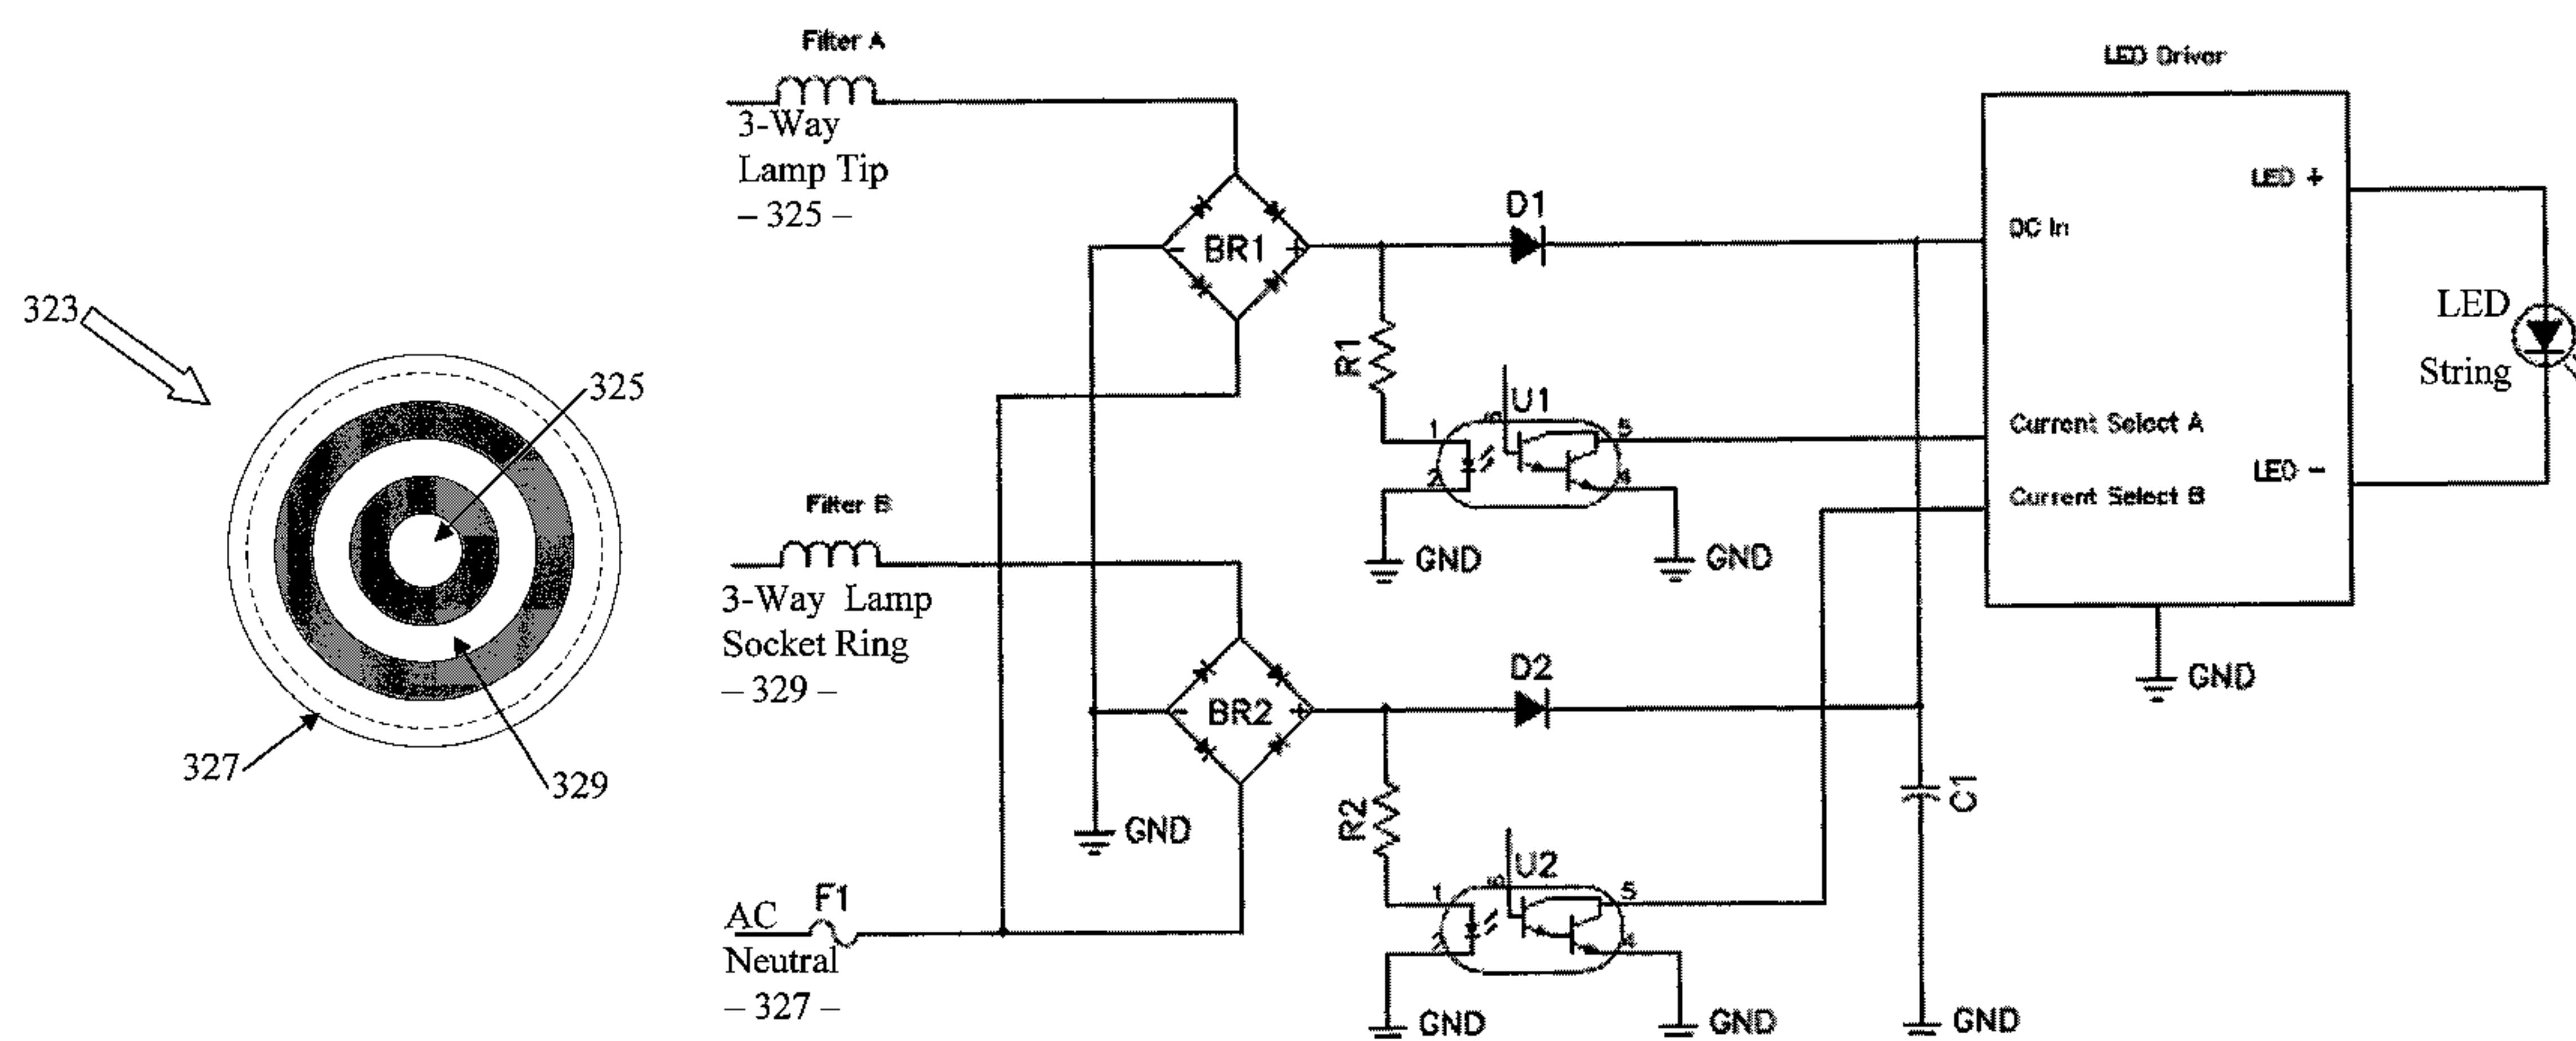 323
325
327
329
Filter A
3-Way
Lamp Tip
– 325 –
Filter B
3-Way Lamp
Socket Ring
– 329 –
AC
F1
Neutral
– 327 –
BR1
BR2
GND
D1
R1
U1
1
2
5
4
GND
GND
D2
R2
U2
1
2
5
4
GND
GND
C1
GND
LED Driver
DC In
LED +
Current Select A
Current Select B
LED –
GND
LED
String